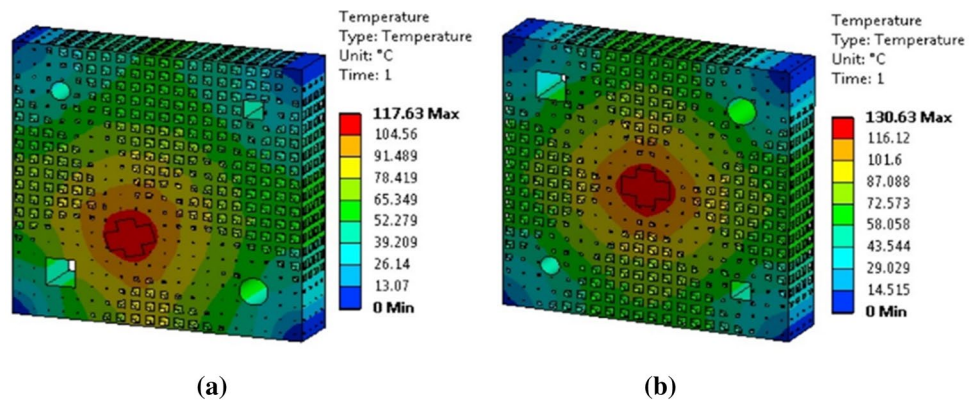 Temperature
Type: Temperature
Unit: °C
Time: 1
117.63 Max
104.56
91.489
78.419
65.349
52.279
39.209
26.14
13.07
0 Min
(a)
Temperature
Type: Temperature
Unit: °C
Time: 1
130.63 Max
116.12
101.6
87.088
72.573
58.058
43.544
29.029
14.515
0 Min
(b)